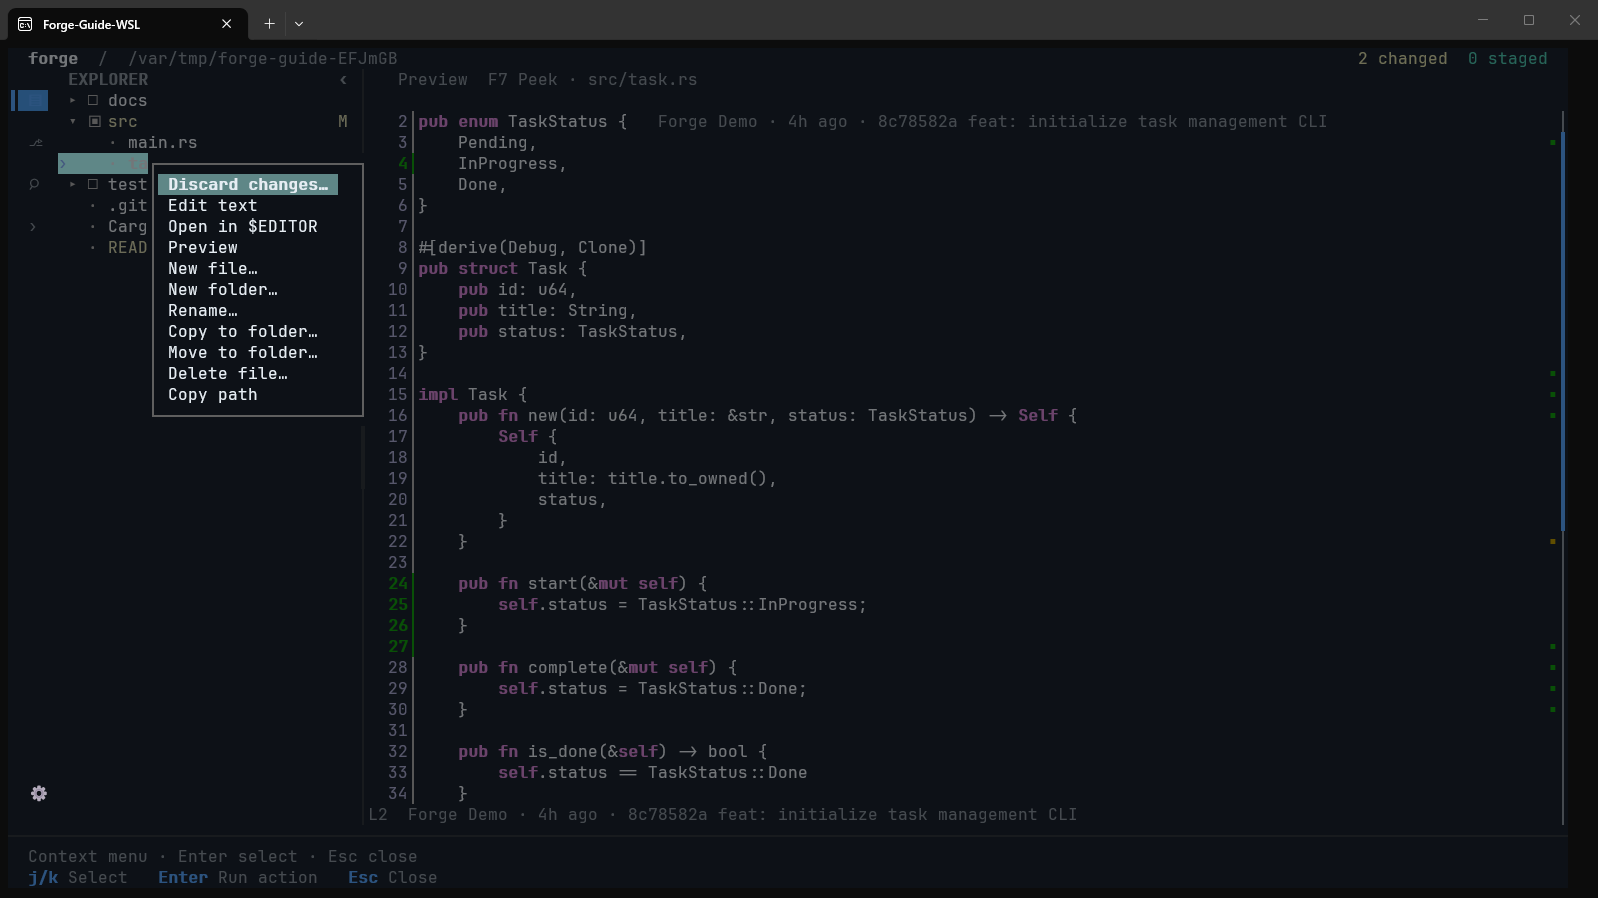 Forge-Guide-WSL
forge / /var/tmp/forge-guide-EFJmGB 2 changed 0 staged
EXPLORER
docs
src M
main.rs
test
.git
Carg
READ
Discard changes…
Edit text
Open in $EDITOR
Preview
New file…
New folder…
Rename…
Copy to folder…
Move to folder…
Delete file…
Copy path
Preview F7 Peek · src/task.rs
2 pub enum TaskStatus { Forge Demo · 4h ago · 8c78582a feat: initialize task management CLI
3 Pending,
4 InProgress,
5 Done,
6 }
7
8 #[derive(Debug, Clone)]
9 pub struct Task {
10 pub id: u64,
11 pub title: String,
12 pub status: TaskStatus,
13 }
14
15 impl Task {
16 pub fn new(id: u64, title: &str, status: TaskStatus) -> Self {
17 Self {
18 id,
19 title: title.to_owned(),
20 status,
21 }
22 }
23
24 pub fn start(&mut self) {
25 self.status = TaskStatus::InProgress;
26 }
27
28 pub fn complete(&mut self) {
29 self.status = TaskStatus::Done;
30 }
31
32 pub fn is_done(&self) -> bool {
33 self.status == TaskStatus::Done
34 }
L2 Forge Demo · 4h ago · 8c78582a feat: initialize task management CLI
Context menu · Enter select · Esc close
j/k Select Enter Run action Esc Close